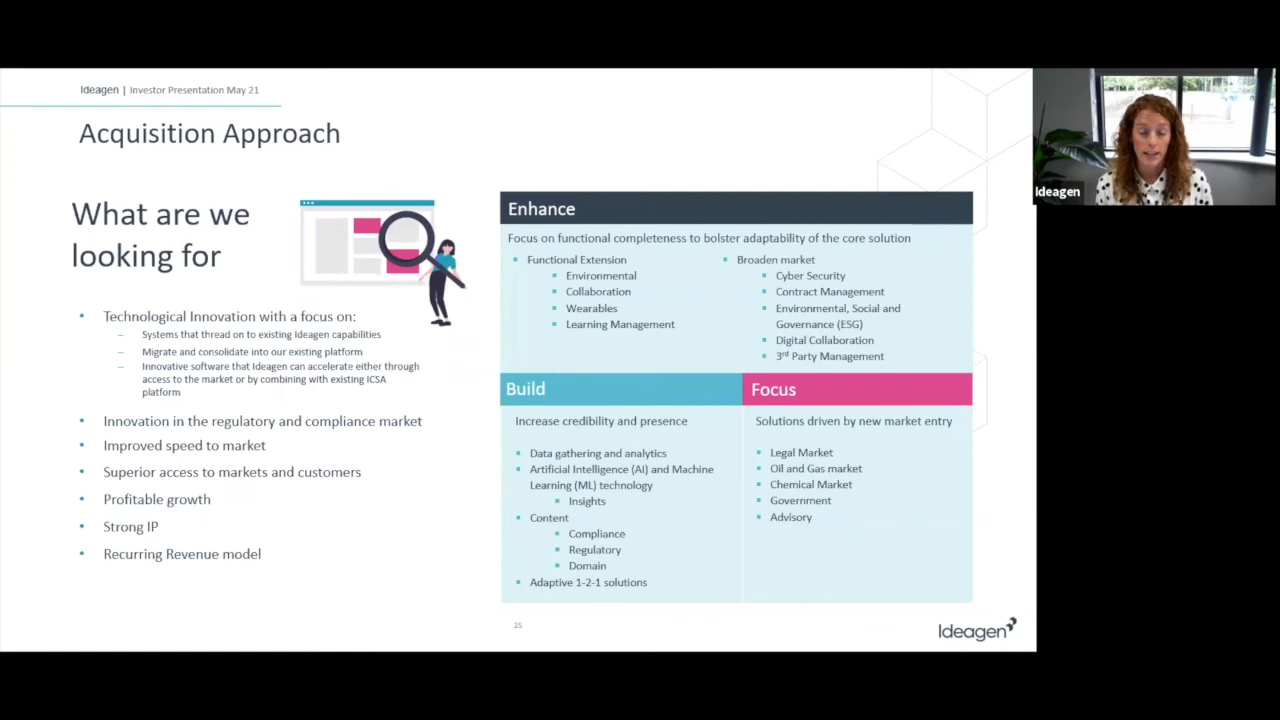 Ideagen | Investor Presentation May 21
Acquisition Approach
What are we
looking for
Technological Innovation with a focus on:
Systems that thread on to existing Ideagen capabilities
Migrate and consolidate into our existing platform
Innovative software that Ideagen can accelerate either through
access to the market or by combining with existing ICSA
platform
Innovation in the regulatory and compliance market
Improved speed to market
Superior access to markets and customers
Profitable growth
Strong IP
Recurring Revenue model
Enhance
Focus on functional completeness to bolster adaptability of the core solution
Functional Extension
Environmental
Collaboration
Wearables
Learning Management
Broaden market
Cyber Security
Contract Management
Environmental, Social and
Governance (ESG)
Digital Collaboration
3rd Party Management
Build
Increase credibility and presence
Data gathering and analytics
Artificial Intelligence (AI) and Machine
Learning (ML) technology
Insights
Content
Compliance
Regulatory
Domain
Adaptive 1-2-1 solutions
Focus
Solutions driven by new market entry
Legal Market
Oil and Gas market
Chemical Market
Government
Advisory
25
Ideagen
Ideagen